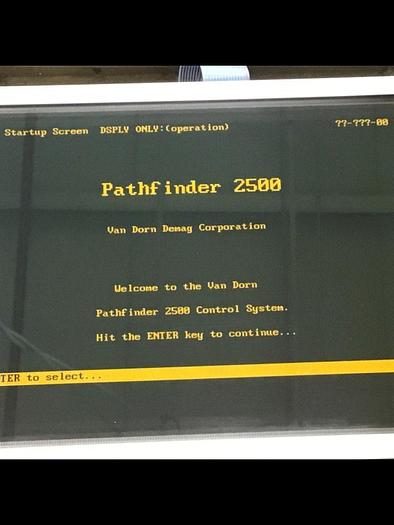 Startup Screen DSPLY ONLY:(operation) ??-???-00
Pathfinder 2500
Van Dorn Demag Corporation
Welcome to the Van Dorn
Pathfinder 2500 Control System.
Hit the ENTER key to continue...
TER to select...